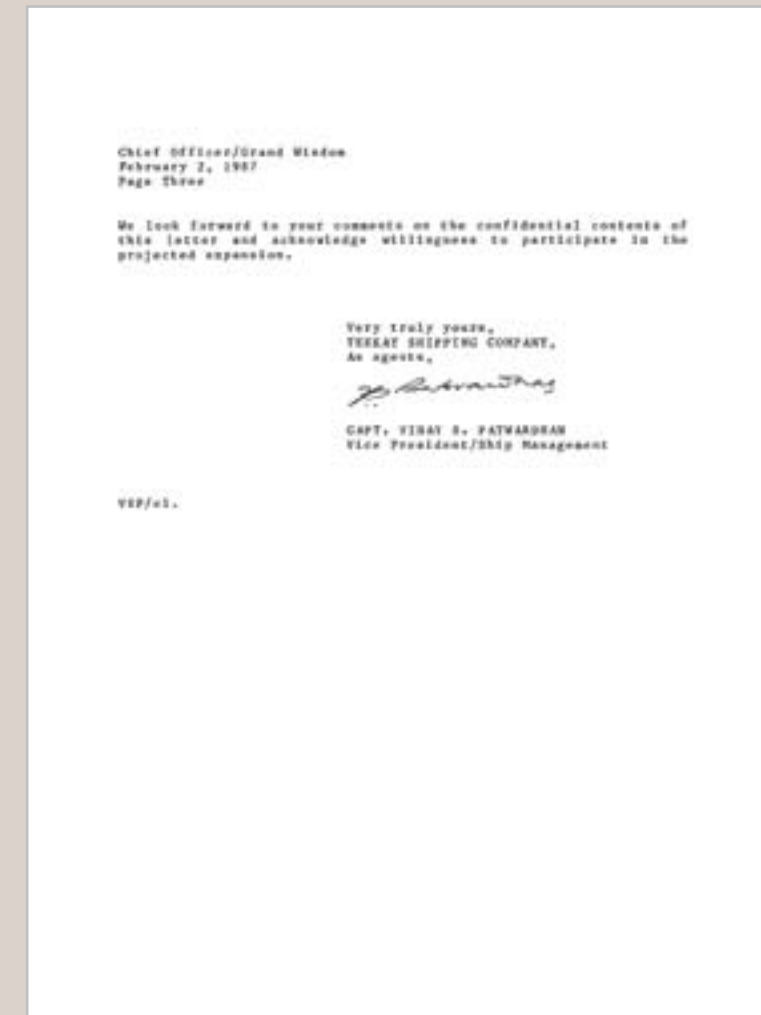 Chief Officer/Grand Wisdom
February 2, 1987
Page Three
We look forward to your comments on the confidential contents of
this letter and acknowledge willingness to participate in the
projected expansion.
Very truly yours,
TEEKAY SHIPPING COMPANY,
As agents,
CAPT. VINAY S. PATWARDHAN
Vice President/Ship Management
VSP/el.